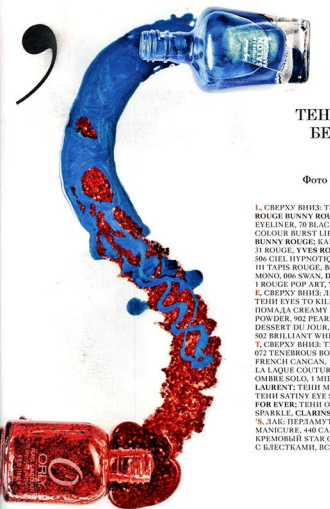 ’
ТЕН
БЕ
Фото
L, СВЕРХУ ВНИЗ: Т
ROUGE BUNNY ROU
EYELINER, 70 BLAC
COLOUR BURST LI
BUNNY ROUGE; КА
31 ROUGE, YVES RO
506 CIEL HYPNOTIQ
111 TAPIS ROUGE, B
MONO, 006 SWAN, D
1 ROUGE POP ART, Y
E, СВЕРХУ ВНИЗ: Л
ТЕНИ EYES TO KIL
ПОМАДА CREAMY
POWDER, 902 PEAR
DESSERT DU JOUR,
502 BRILLIANT WHI
T, СВЕРХУ ВНИЗ: Т
072 TENEBROUS BO
FRENCH CANCAN,
LA LAQUE COUTUR
OMBRE SOLO, 1 MID
LAURENT; ТЕНИ М
ТЕНИ SATINY EYE S
FOR EVER; ТЕНИ О
SPARKLE, CLARINS
'S, ЛАК: ПЕРЛАМУТ
MANICURE, 440 CA
КРЕМОВЫЙ STAR G
С БЛЕСТКАМИ, ВС
SALON
ORLY